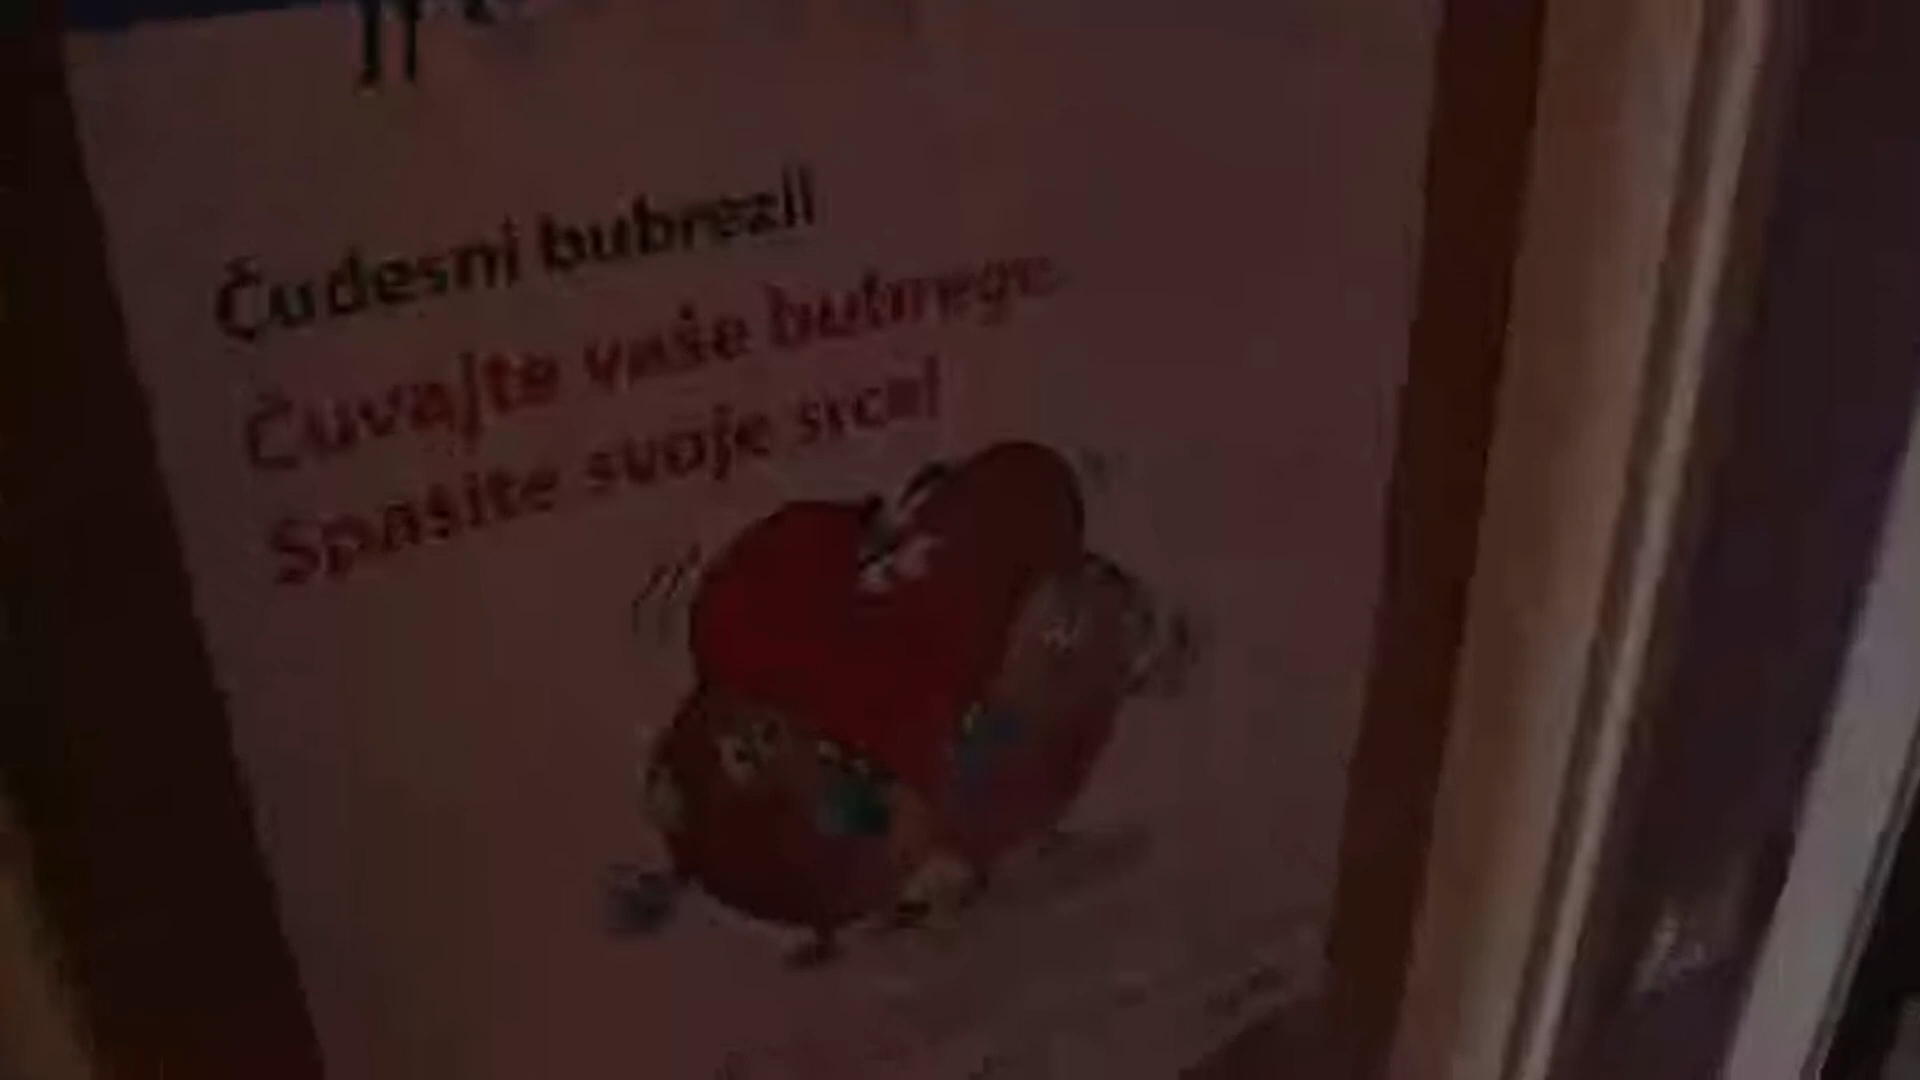 Čudesni bubrezi!
Čuvajte vaše bubrege
Spasite svoje srce!